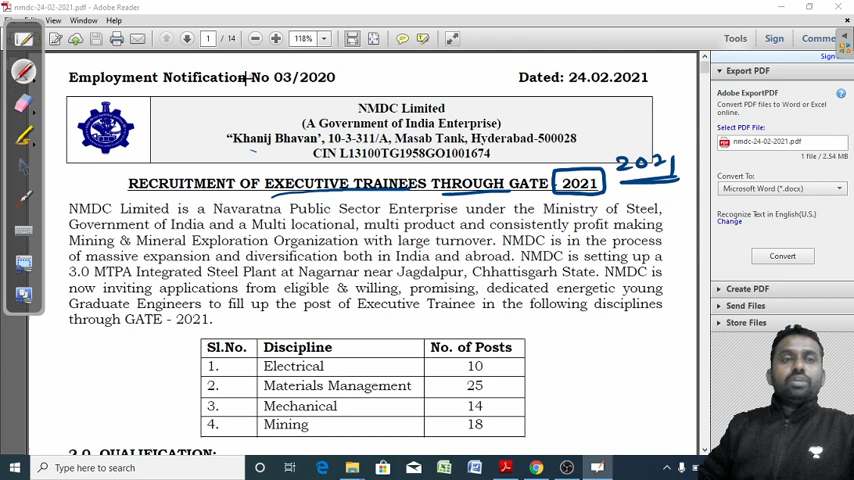 nmdc-24-02-2021.pdf - Adobe Reader
Edit View Window Help
1 / 14 118% Tools Sign Comme
Employment Notification No 03/2020 Dated: 24.02.2021
NMDC Limited
(A Government of India Enterprise)
"Khanij Bhavan', 10-3-311/A, Masab Tank, Hyderabad-500028
CIN L13100TG1958GO1001674
RECRUITMENT OF EXECUTIVE TRAINEES THROUGH GATE - 2021
2021
NMDC Limited is a Navaratna Public Sector Enterprise under the Ministry of Steel,
Government of India and a Multi locational, multi product and consistently profit making
Mining & Mineral Exploration Organization with large turnover. NMDC is in the process
of massive expansion and diversification both in India and abroad. NMDC is setting up a
3.0 MTPA Integrated Steel Plant at Nagarnar near Jagdalpur, Chhattisgarh State. NMDC is
now inviting applications from eligible & willing, promising, dedicated energetic young
Graduate Engineers to fill up the post of Executive Trainee in the following disciplines
through GATE - 2021.
Sl.No. Discipline No. of Posts
1. Electrical 10
2. Materials Management 25
3. Mechanical 14
4. Mining 18
2.0 QUALIFICATION:
Sign
Export PDF
Adobe ExportPDF
Convert PDF files to Word or Excel
online.
Select PDF File:
nmdc-24-02-2021.pdf
1 file / 2.54 MB
Convert To:
Microsoft Word (*.docx)
Recognize Text in English(U.S.)
Change
Convert
Create PDF
Send Files
Store Files
Type here to search